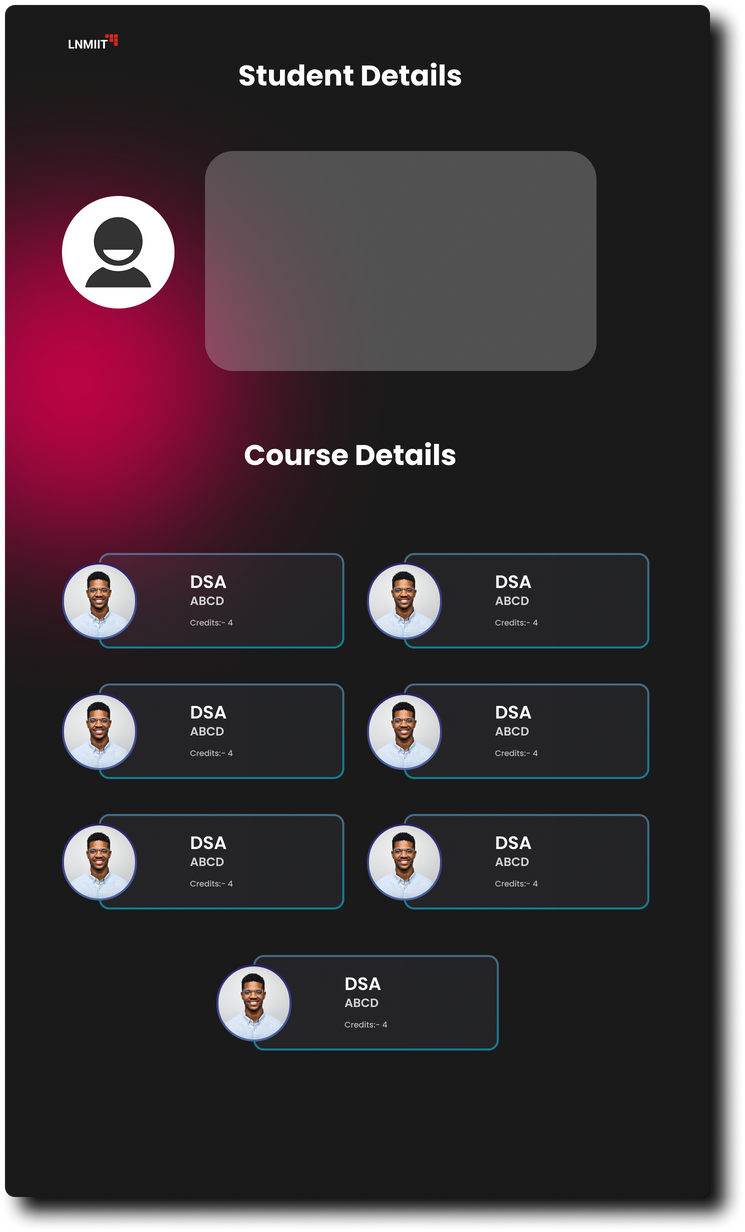 LNMIIT
Student Details
Course Details
DSA
ABCD
Credits:- 4
DSA
ABCD
Credits:- 4
DSA
ABCD
Credits:- 4
DSA
ABCD
Credits:- 4
DSA
ABCD
Credits:- 4
DSA
ABCD
Credits:- 4
DSA
ABCD
Credits:- 4